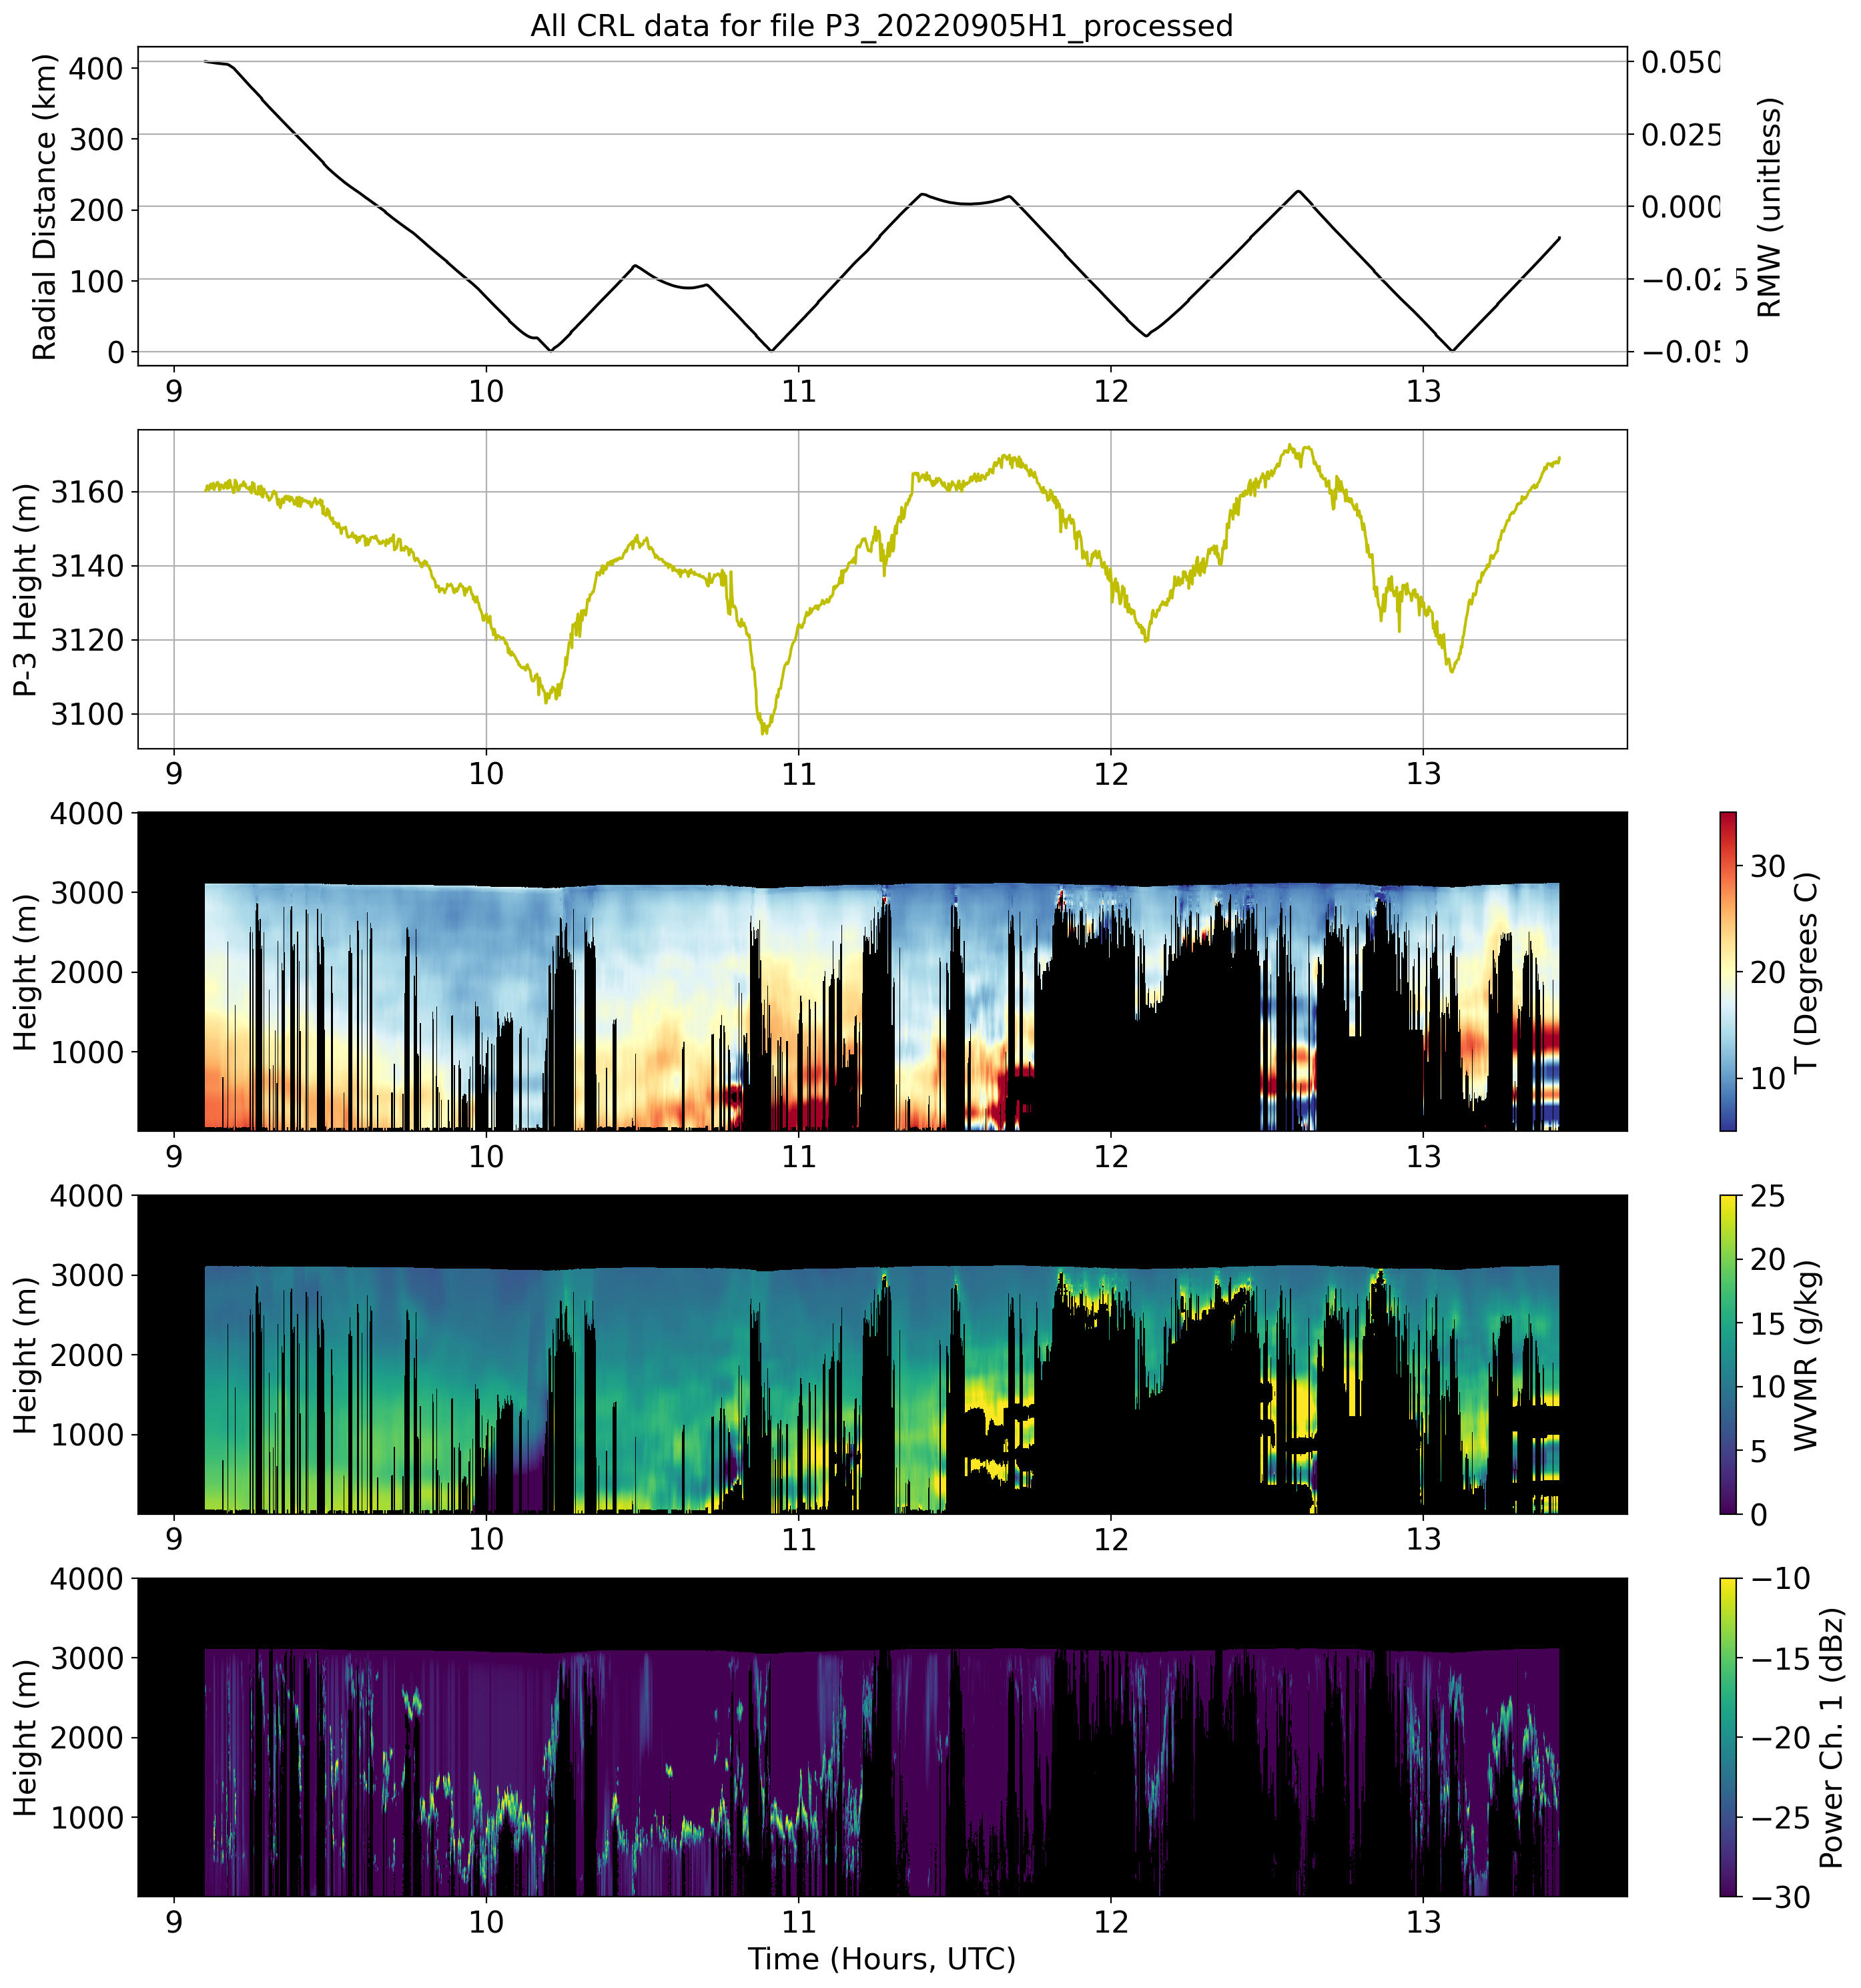 All CRL data for file P3_20220905H1_processed
Radial Distance (km)
400
300
200
100
0
0.050
0.025
0.000
−0.025
−0.050
RMW (unitless)
9 10 11 12 13
P-3 Height (m)
3160
3140
3120
3100
9 10 11 12 13
Height (m)
4000
3000
2000
1000
30
20
10
T (Degrees C)
9 10 11 12 13
Height (m)
4000
3000
2000
1000
25
20
15
10
5
0
WVMR (g/kg)
9 10 11 12 13
Height (m)
4000
3000
2000
1000
−10
−15
−20
−25
−30
Power Ch. 1 (dBz)
9 10 11 12 13
Time (Hours, UTC)